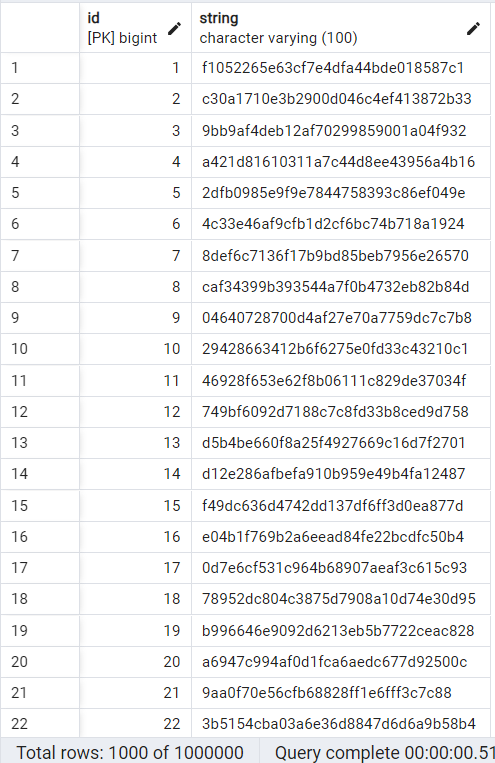 id string
[PK] bigint character varying (100)
1 1 f1052265e63cf7e4dfa44bde018587c1
2 2 c30a1710e3b2900d046c4ef413872b33
3 3 9bb9af4deb12af70299859001a04f932
4 4 a421d81610311a7c44d8ee43956a4b16
5 5 2dfb0985e9f9e7844758393c86ef049e
6 6 4c33e46af9cfb1d2cf6bc74b718a1924
7 7 8def6c7136f17b9bd85beb7956e26570
8 8 caf34399b393544a7f0b4732eb82b84d
9 9 04640728700d4af27e70a7759dc7c7b8
10 10 29428663412b6f6275e0fd33c43210c1
11 11 46928f653e62f8b06111c829de37034f
12 12 749bf6092d7188c7c8fd33b8ced9d758
13 13 d5b4be660f8a25f4927669c16d7f2701
14 14 d12e286afbefa910b959e49b4fa12487
15 15 f49dc636d4742dd137df6ff3d0ea877d
16 16 e04b1f769b2a6eead84fe22bcdfc50b4
17 17 0d7e6cf531c964b68907aeaf3c615c93
18 18 78952dc804c3875d7908a10d74e30d95
19 19 b996646e9092d6213eb5b7722ceac828
20 20 a6947c994af0d1fca6aedc677d92500c
21 21 9aa0f70e56cfb68828ff1e6fff3c7c88
22 22 3b5154cba03a6e36d8847d6d6a9b58b4
Total rows: 1000 of 1000000 Query complete 00:00:00.51